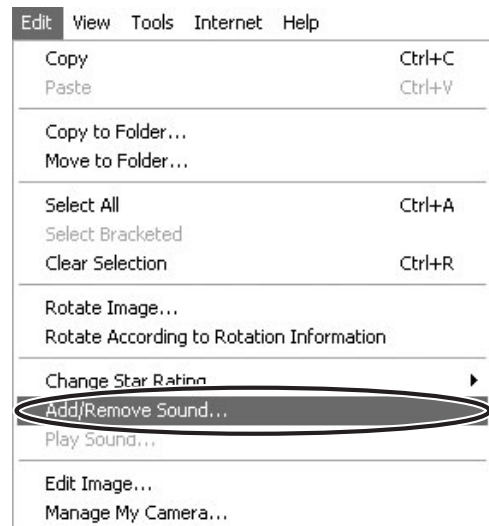 Edit View Tools Internet Help
Copy Ctrl+C
Paste Ctrl+V
Copy to Folder...
Move to Folder...
Select All Ctrl+A
Select Bracketed
Clear Selection Ctrl+R
Rotate Image...
Rotate According to Rotation Information
Change Star Rating
Add/Remove Sound...
Play Sound...
Edit Image...
Manage My Camera...